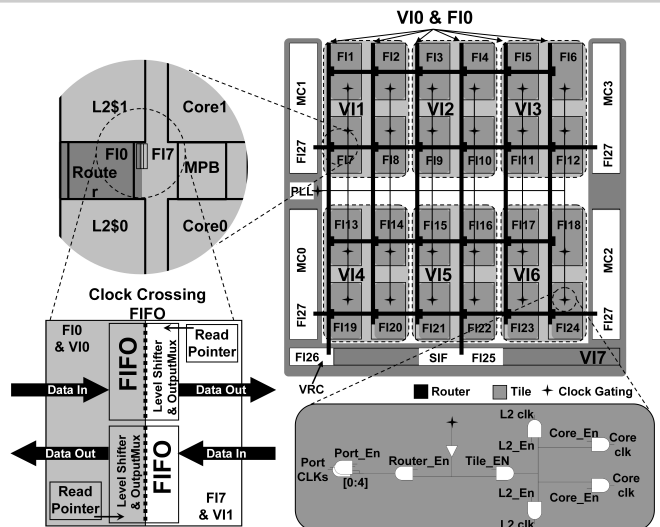 VI0 & FI0
FI1
FI2
FI3
FI4
FI5
FI6
MC1
VI1
VI2
VI3
MC3
FI27
FI7
FI8
FI9
FI10
FI11
FI12
FI27
PLL
FI13
FI14
FI15
FI16
FI17
FI18
MC0
VI4
VI5
VI6
MC2
FI27
FI19
FI20
FI21
FI22
FI23
FI24
FI27
FI26
SIF
FI25
VI7
VRC
Router
Tile
Clock Gating
L2$1
Core1
FI0
FI7
Route
r
MPB
L2$0
Core0
Clock Crossing
FIFO
FI0
& VI0
FIFO
Level Shifter
& OutputMux
Read
Pointer
Data In
Data Out
Data Out
Data In
Level Shifter
& OutputMux
FIFO
Read
Pointer
FI7
& VI1
L2 clk
L2_En
Core_En
Core
clk
Port_En
Port
CLKs
[0:4]
Router_En
Tile_EN
L2_En
Core_En
Core
clk
L2 clk